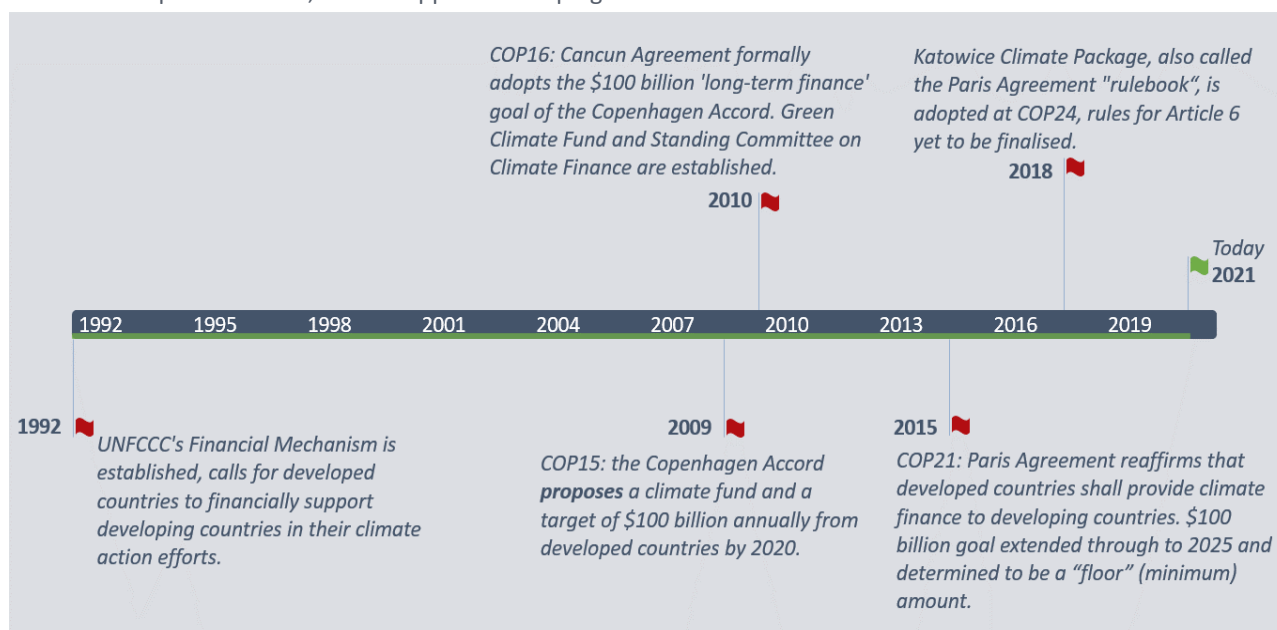 COP16: Cancun Agreement formally
adopts the $100 billion 'long-term finance'
goal of the Copenhagen Accord. Green
Climate Fund and Standing Committee on
Climate Finance are established.
2010
Katowice Climate Package, also called
the Paris Agreement "rulebook“, is
adopted at COP24, rules for Article 6
yet to be finalised.
2018
Today
2021
1992 1995 1998 2001 2004 2007 2010 2013 2016 2019
1992
UNFCCC's Financial Mechanism is
established, calls for developed
countries to financially support
developing countries in their climate
action efforts.
2009
COP15: the Copenhagen Accord
proposes a climate fund and a
target of $100 billion annually from
developed countries by 2020.
2015
COP21: Paris Agreement reaffirms that
developed countries shall provide climate
finance to developing countries. $100
billion goal extended through to 2025 and
determined to be a “floor” (minimum)
amount.